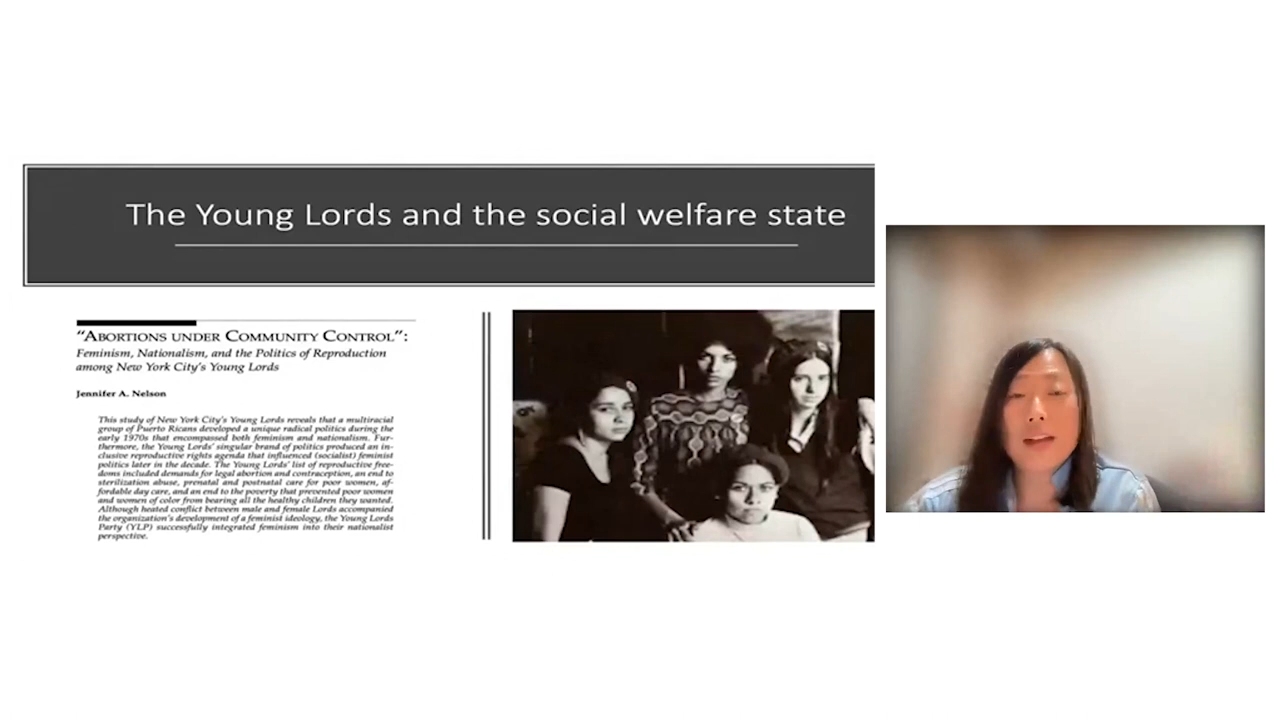 The Young Lords and the social welfare state
“ABORTIONS UNDER COMMUNITY CONTROL”:
Feminism, Nationalism, and the Politics of Reproduction
among New York City’s Young Lords
Jennifer A. Nelson
This study of New York City’s Young Lords reveals that a multiracial
group of Puerto Ricans developed a unique radical politics during the
early 1970s that encompassed both feminism and nationalism. Fur-
thermore, the Young Lords’ singular brand of politics produced an in-
clusive reproductive rights agenda that influenced (socialist) feminist
politics later in the decade. The Young Lords’ list of reproductive free-
doms included demands for legal abortion and contraception, an end to
sterilization abuse, prenatal and postnatal care for poor women, af-
fordable day care, and an end to the poverty that prevented poor women
and women of color from bearing all the healthy children they wanted.
Although heated conflict between male and female Lords accompanied
the organization’s development of a feminist ideology, the Young Lords
Party (YLP) successfully integrated feminism into their nationalist
perspective.